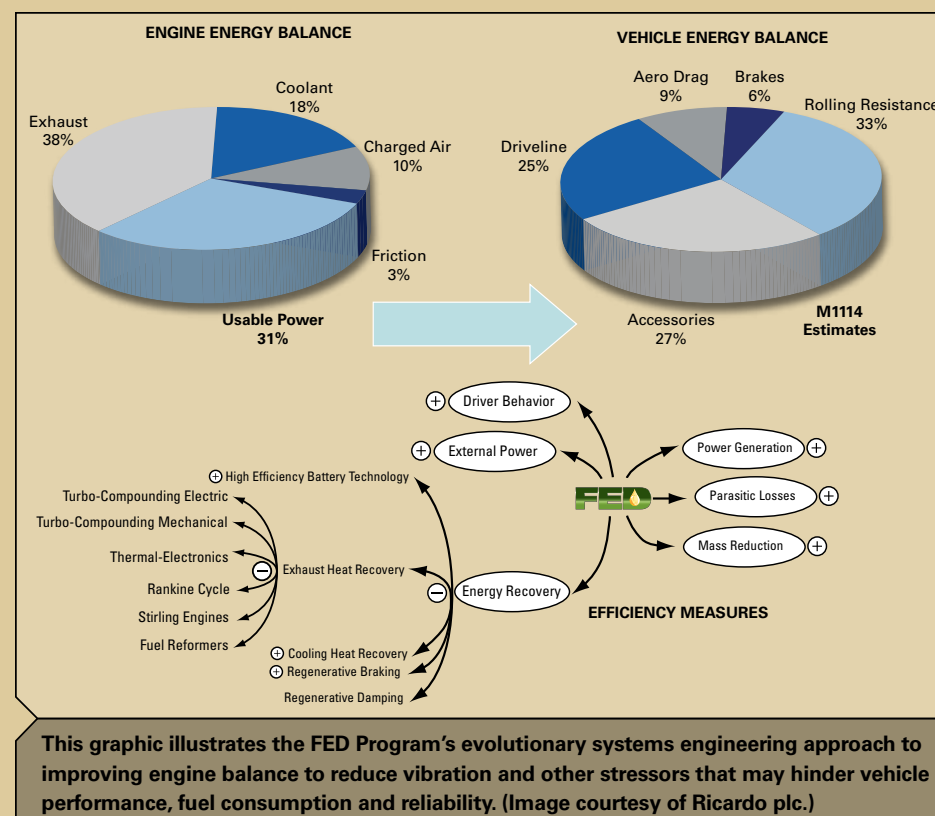 ENGINE ENERGY BALANCE
Coolant
18%
Exhaust
38%
Charged Air
10%
Friction
3%
Usable Power
31%
VEHICLE ENERGY BALANCE
Aero Drag
9%
Brakes
6%
Rolling Resistance
33%
Driveline
25%
Accessories
27%
M1114
Estimates
+ Driver Behavior
+ External Power
FED
Power Generation +
Parasitic Losses +
Mass Reduction +
EFFICIENCY MEASURES
− Energy Recovery
+ High Efficiency Battery Technology
− Exhaust Heat Recovery
Turbo-Compounding Electric
Turbo-Compounding Mechanical
Thermal-Electronics
Rankine Cycle
Stirling Engines
Fuel Reformers
+ Cooling Heat Recovery
+ Regenerative Braking
Regenerative Damping
This graphic illustrates the FED Program's evolutionary systems engineering approach to
improving engine balance to reduce vibration and other stressors that may hinder vehicle
performance, fuel consumption and reliability. (Image courtesy of Ricardo plc.)